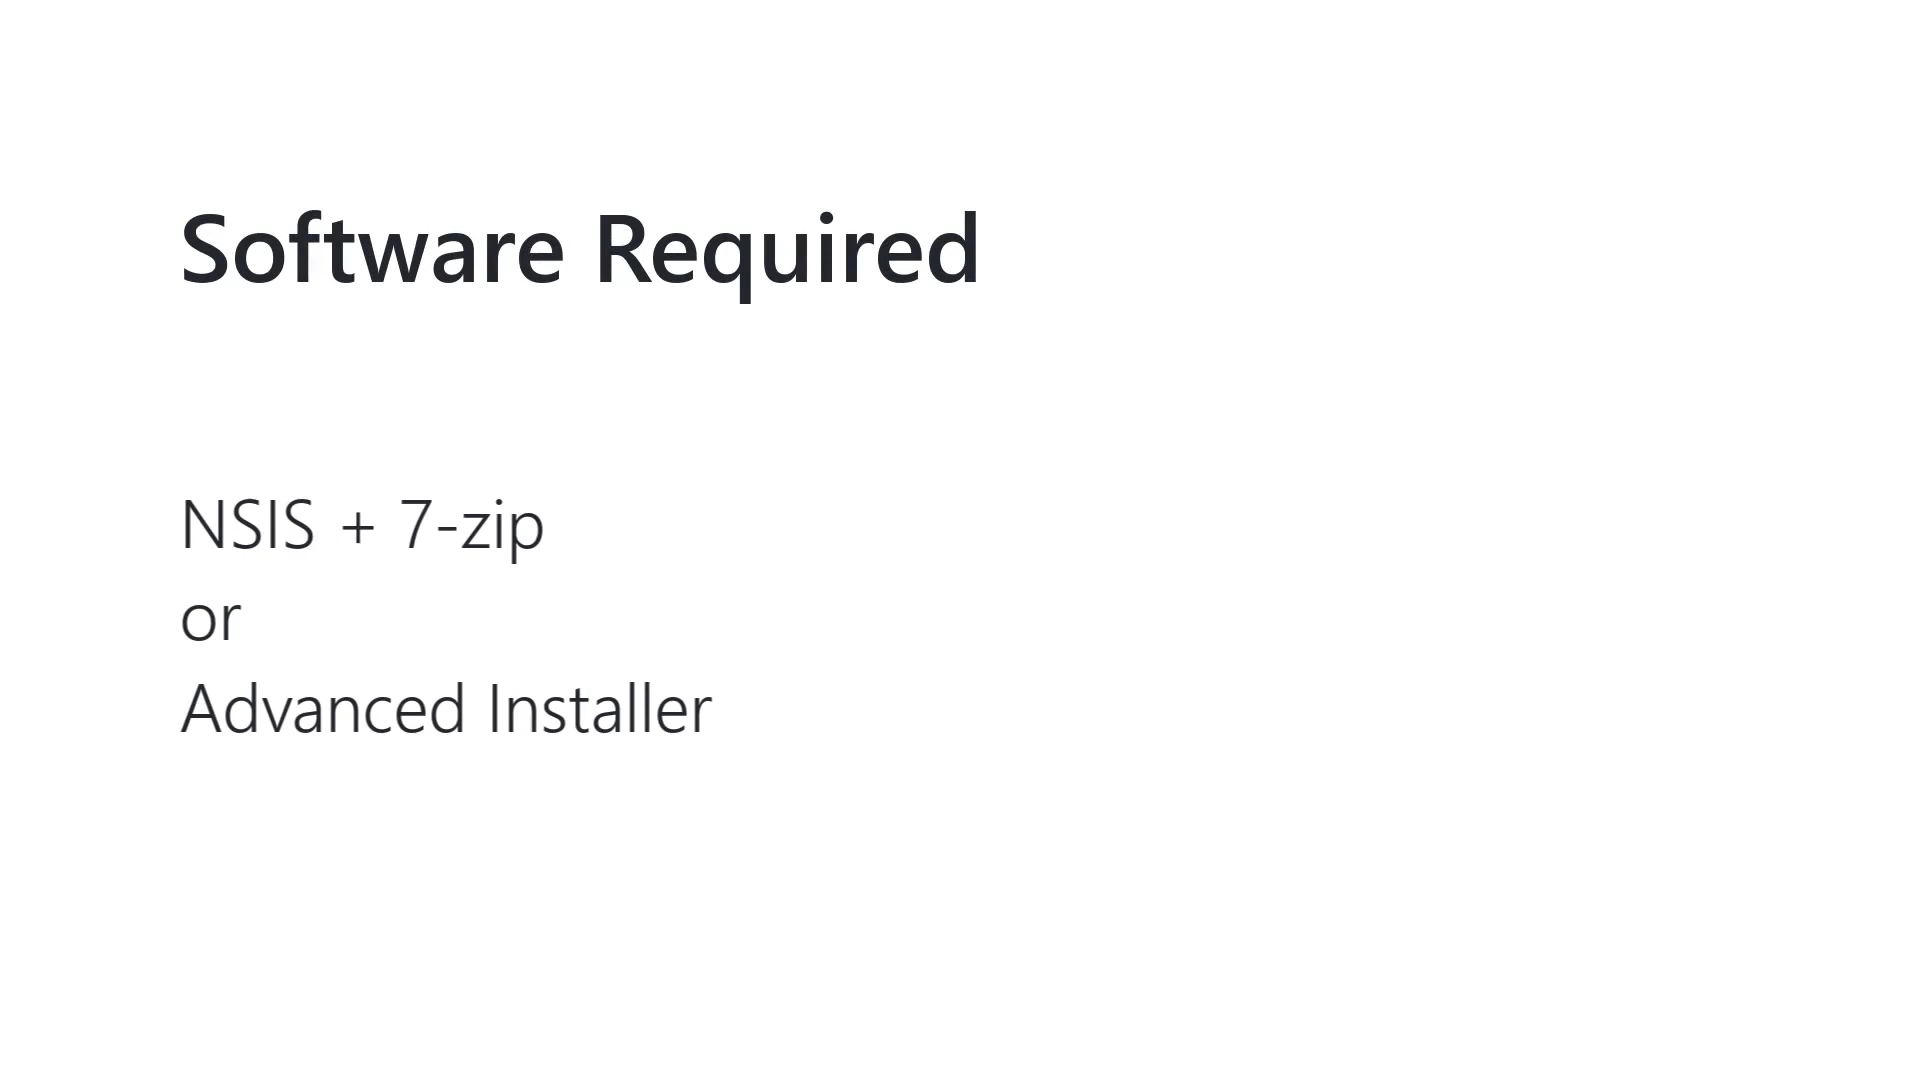 Software Required
NSIS + 7-zip
or
Advanced Installer